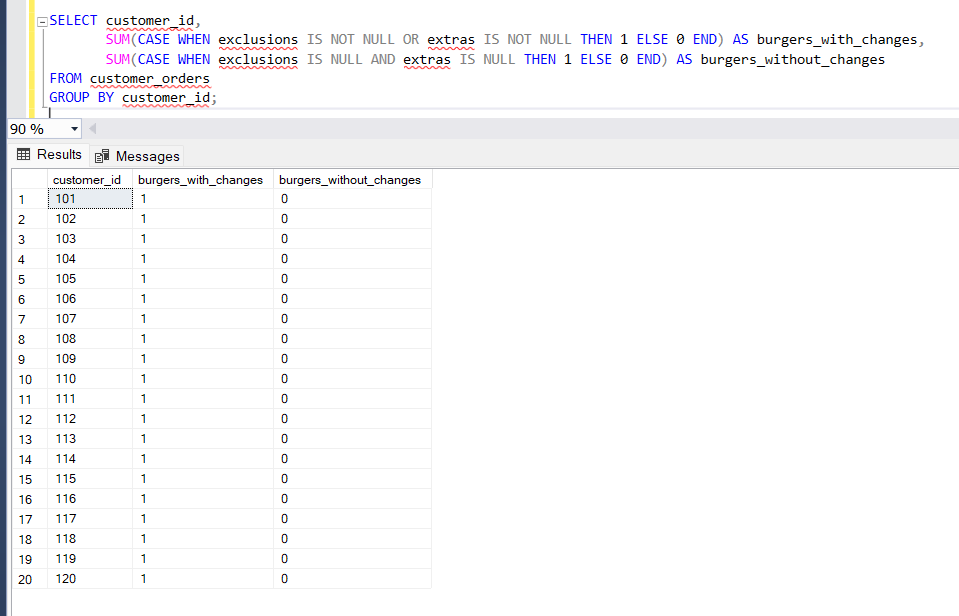 SELECT customer_id,
SUM(CASE WHEN exclusions IS NOT NULL OR extras IS NOT NULL THEN 1 ELSE 0 END) AS burgers_with_changes,
SUM(CASE WHEN exclusions IS NULL AND extras IS NULL THEN 1 ELSE 0 END) AS burgers_without_changes
FROM customer_orders
GROUP BY customer_id;
90 %
Results Messages
customer_id burgers_with_changes burgers_without_changes
1 101 1 0
2 102 1 0
3 103 1 0
4 104 1 0
5 105 1 0
6 106 1 0
7 107 1 0
8 108 1 0
9 109 1 0
10 110 1 0
11 111 1 0
12 112 1 0
13 113 1 0
14 114 1 0
15 115 1 0
16 116 1 0
17 117 1 0
18 118 1 0
19 119 1 0
20 120 1 0